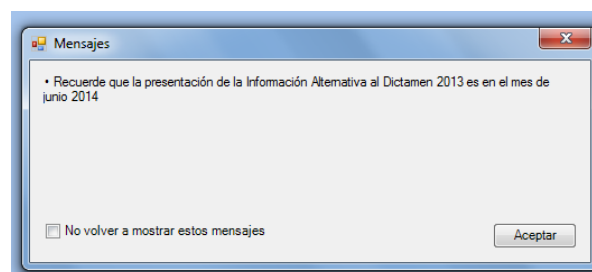 Mensajes
• Recuerde que la presentación de la Información Alternativa al Dictamen 2013 es en el mes de
junio 2014
No volver a mostrar estos mensajes
Aceptar